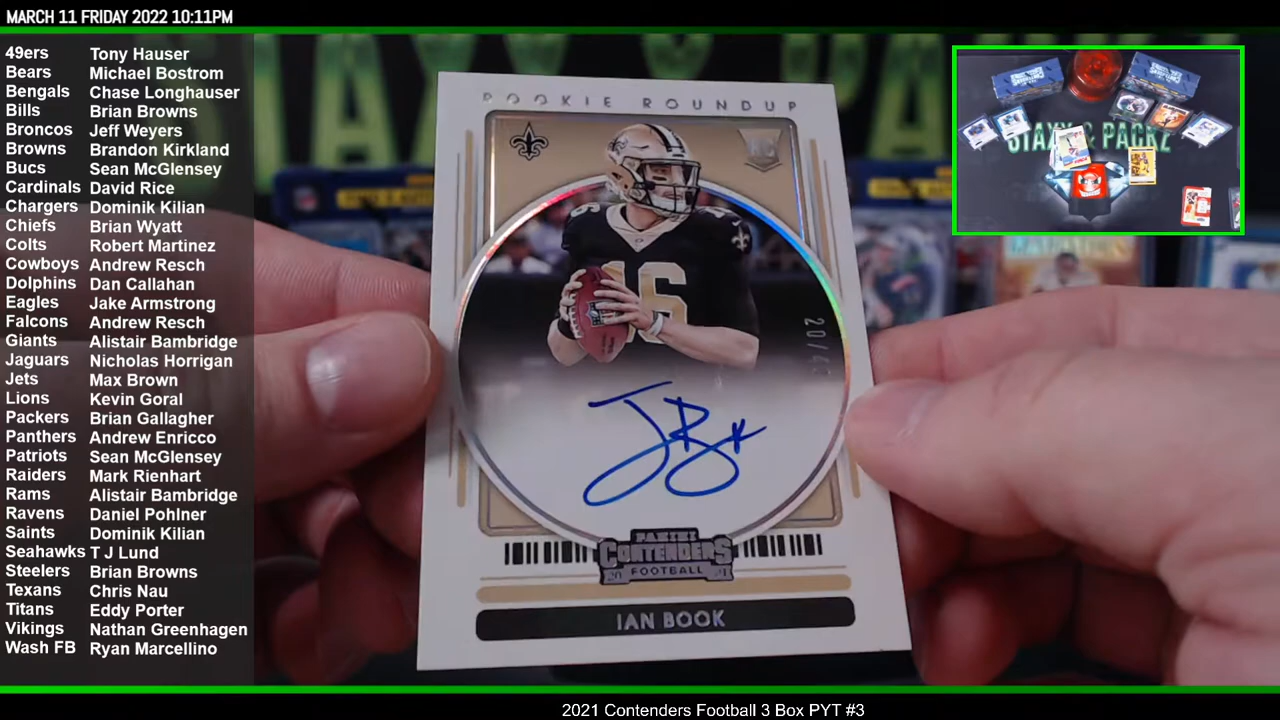 MARCH 11 FRIDAY 2022 10:11PM
49ers Tony Hauser
Bears Michael Bostrom
Bengals Chase Longhauser
Bills Brian Browns
Broncos Jeff Weyers
Browns Brandon Kirkland
Bucs Sean McGlensey
Cardinals David Rice
Chargers Dominik Kilian
Chiefs Brian Wyatt
Colts Robert Martinez
Cowboys Andrew Resch
Dolphins Dan Callahan
Eagles Jake Armstrong
Falcons Andrew Resch
Giants Alistair Bambridge
Jaguars Nicholas Horrigan
Jets Max Brown
Lions Kevin Goral
Packers Brian Gallagher
Panthers Andrew Enricco
Patriots Sean McGlensey
Raiders Mark Rienhart
Rams Alistair Bambridge
Ravens Daniel Pohlner
Saints Dominik Kilian
Seahawks T J Lund
Steelers Brian Browns
Texans Chris Nau
Titans Eddy Porter
Vikings Nathan Greenhagen
Wash FB Ryan Marcellino
ROOKIE ROUNDUP
RC
16
16
PANINI
CONTENDERS
20 FOOTBALL 21
IAN BOOK
STAXX & PACKZ
2021 Contenders Football 3 Box PYT #3